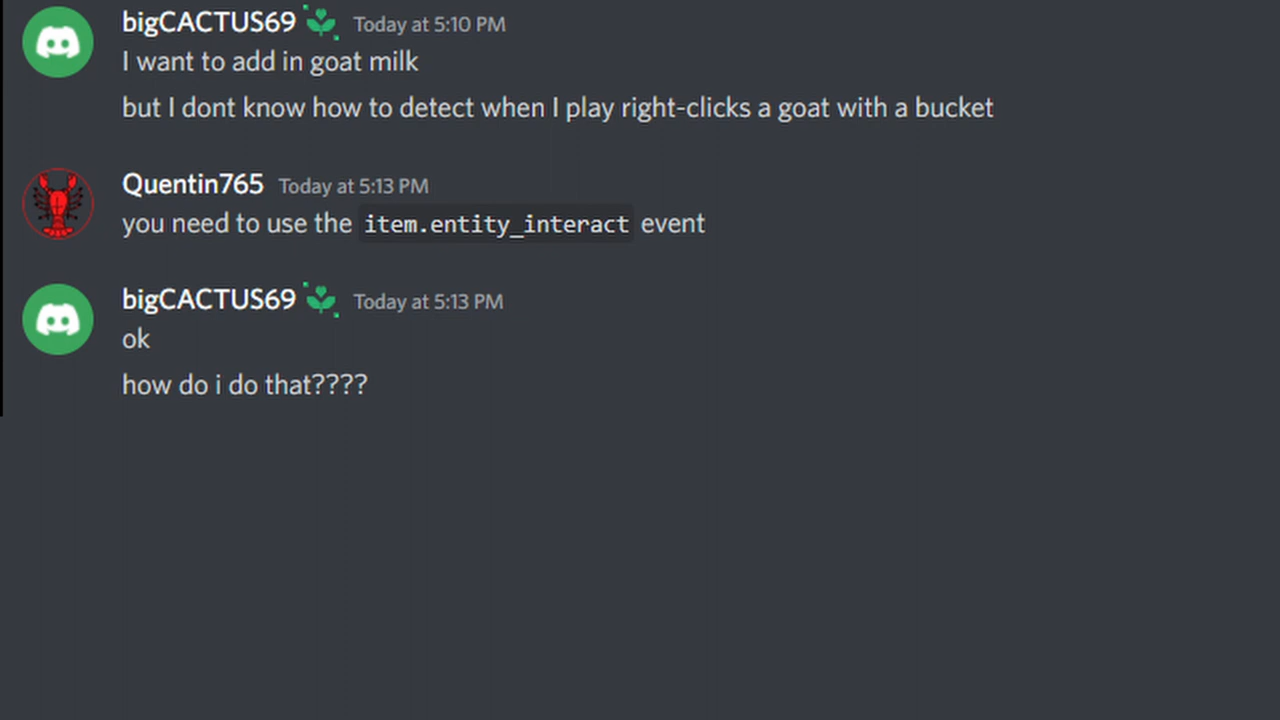 bigCACTUS69 Today at 5:10 PM
I want to add in goat milk
but I dont know how to detect when I play right-clicks a goat with a bucket
Quentin765 Today at 5:13 PM
you need to use the item.entity_interact event
bigCACTUS69 Today at 5:13 PM
ok
how do i do that????